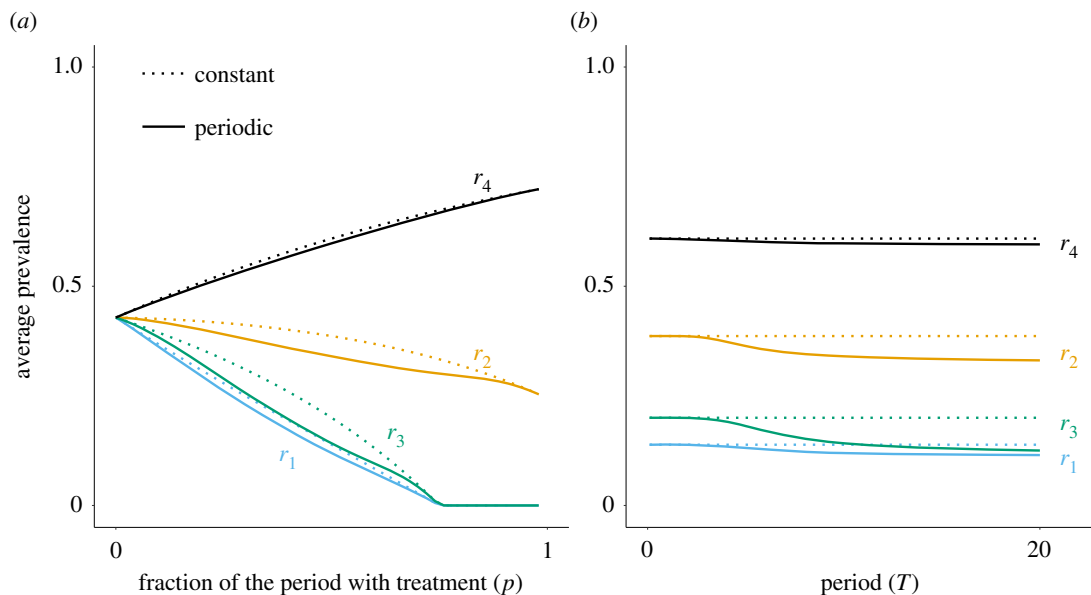 (a)
1.0
constant
periodic
r4
0.5
average prevalence
r2
r3
r1
0
0
1
fraction of the period with treatment (p)
(b)
1.0
r4
0.5
r2
r3
r1
0
0
20
period (T)